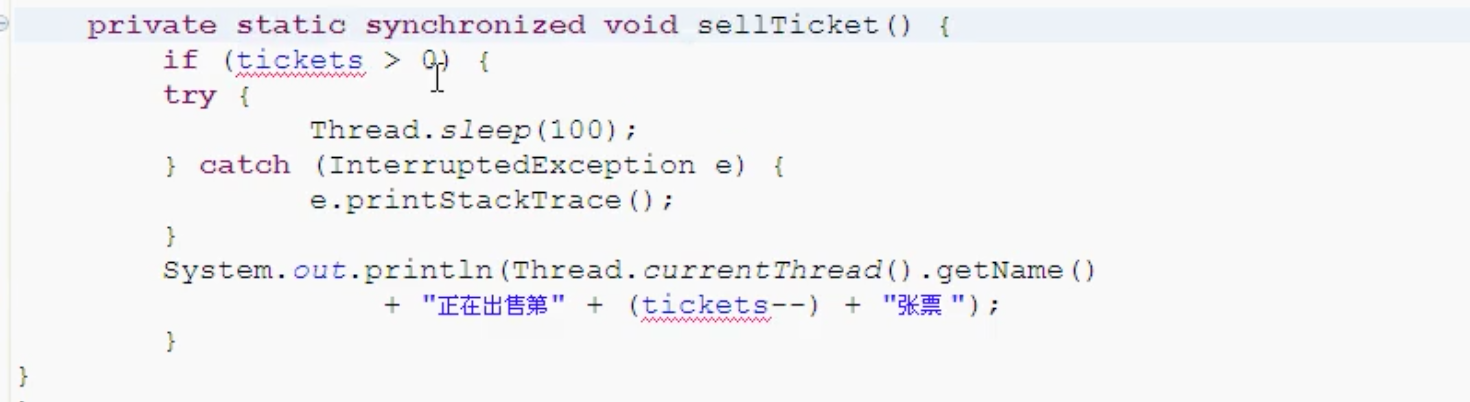 private static synchronized void sellTicket() {
if (tickets > 0) {
try {
Thread.sleep(100);
} catch (InterruptedException e) {
e.printStackTrace();
}
System.out.println(Thread.currentThread().getName()
+ "正在出售第" + (tickets--) + "张票 ");
}
}